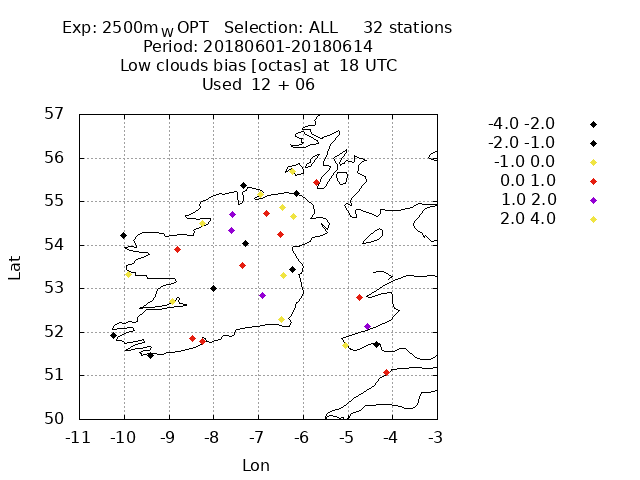 Exp: 2500mWOPT Selection: ALL 32 stations
Period: 20180601-20180614
Low clouds bias [octas] at 18 UTC
Used 12 + 06
57
56
55
54
53
52
51
50
-11 -10 -9 -8 -7 -6 -5 -4 -3
Lat
Lon
-4.0 -2.0
-2.0 -1.0
-1.0 0.0
0.0 1.0
1.0 2.0
2.0 4.0